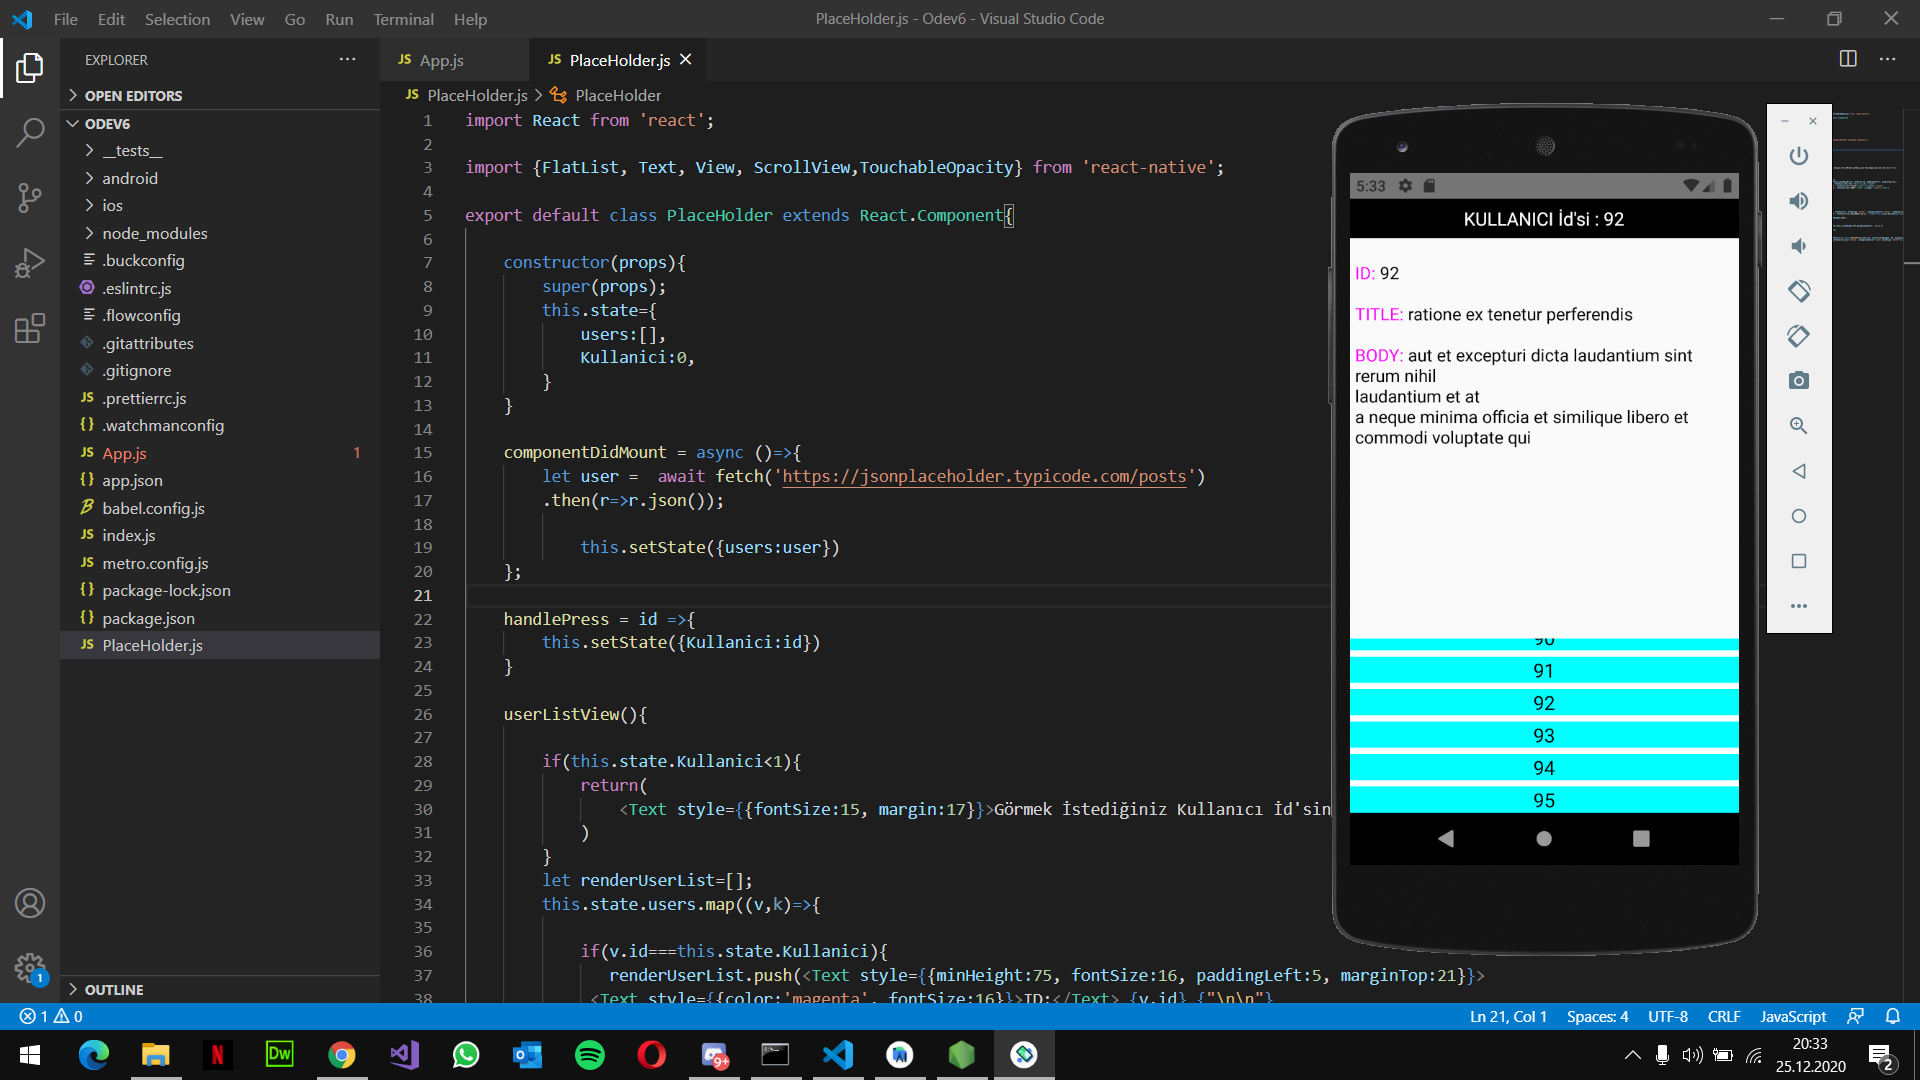 File Edit Selection View Go Run Terminal Help
PlaceHolder.js - Odev6 - Visual Studio Code
EXPLORER
OPEN EDITORS
ODEV6
__tests__
android
ios
node_modules
.buckconfig
.eslintrc.js
.flowconfig
.gitattributes
.gitignore
JS .prettierrc.js
{} .watchmanconfig
JS App.js 1
{} app.json
babel.config.js
JS index.js
JS metro.config.js
{} package-lock.json
{} package.json
JS PlaceHolder.js
OUTLINE
1
JS App.js
JS PlaceHolder.js
JS PlaceHolder.js > PlaceHolder
1 import React from 'react';
2
3 import {FlatList, Text, View, ScrollView,TouchableOpacity} from 'react-native';
4
5 export default class PlaceHolder extends React.Component{
6
7 constructor(props){
8 super(props);
9 this.state={
10 users:[],
11 Kullanici:0,
12 }
13 }
14
15 componentDidMount = async ()=>{
16 let user =  await fetch('https://jsonplaceholder.typicode.com/posts')
17 .then(r=>r.json());
18
19 this.setState({users:user})
20 };
21
22 handlePress = id =>{
23 this.setState({Kullanici:id})
24 }
25
26 userListView(){
27
28 if(this.state.Kullanici<1){
29 return(
30 <Text style={{fontSize:15, margin:17}}>Görmek İstediğiniz Kullanıcı İd'sin
31 )
32 }
33 let renderUserList=[];
34 this.state.users.map((v,k)=>{
35
36 if(v.id===this.state.Kullanici){
37 renderUserList.push(<Text style={{minHeight:75, fontSize:16, paddingLeft:5, marginTop:21}}>
38 <Text style={{color:'magenta', fontSize:16}}>ID:</Text> {v.id} {"\n\n"}
5:33
KULLANICI İd'si : 92
ID: 92
TITLE: ratione ex tenetur perferendis
BODY: aut et excepturi dicta laudantium sint
rerum nihil
laudantium et at
a neque minima officia et similique libero et
commodi voluptate qui
90
91
92
93
94
95
1 0
Ln 21, Col 1 Spaces: 4 UTF-8 CRLF JavaScript
N Dw 9+
20:33
25.12.2020
2